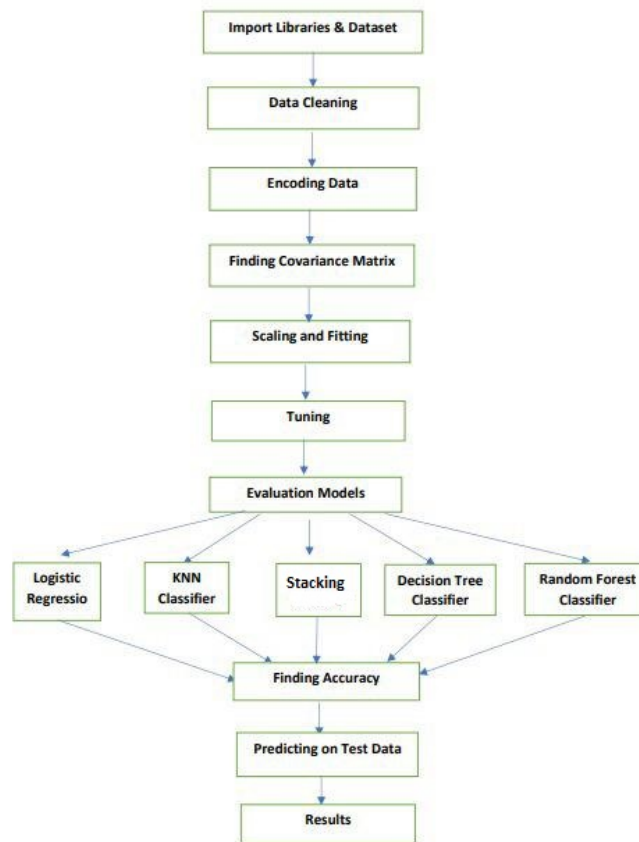 Import Libraries & Dataset
Data Cleaning
Encoding Data
Finding Covariance Matrix
Scaling and Fitting
Tuning
Evaluation Models
Logistic
Regressio
KNN
Classifier
Stacking
Decision Tree
Classifier
Random Forest
Classifier
Finding Accuracy
Predicting on Test Data
Results